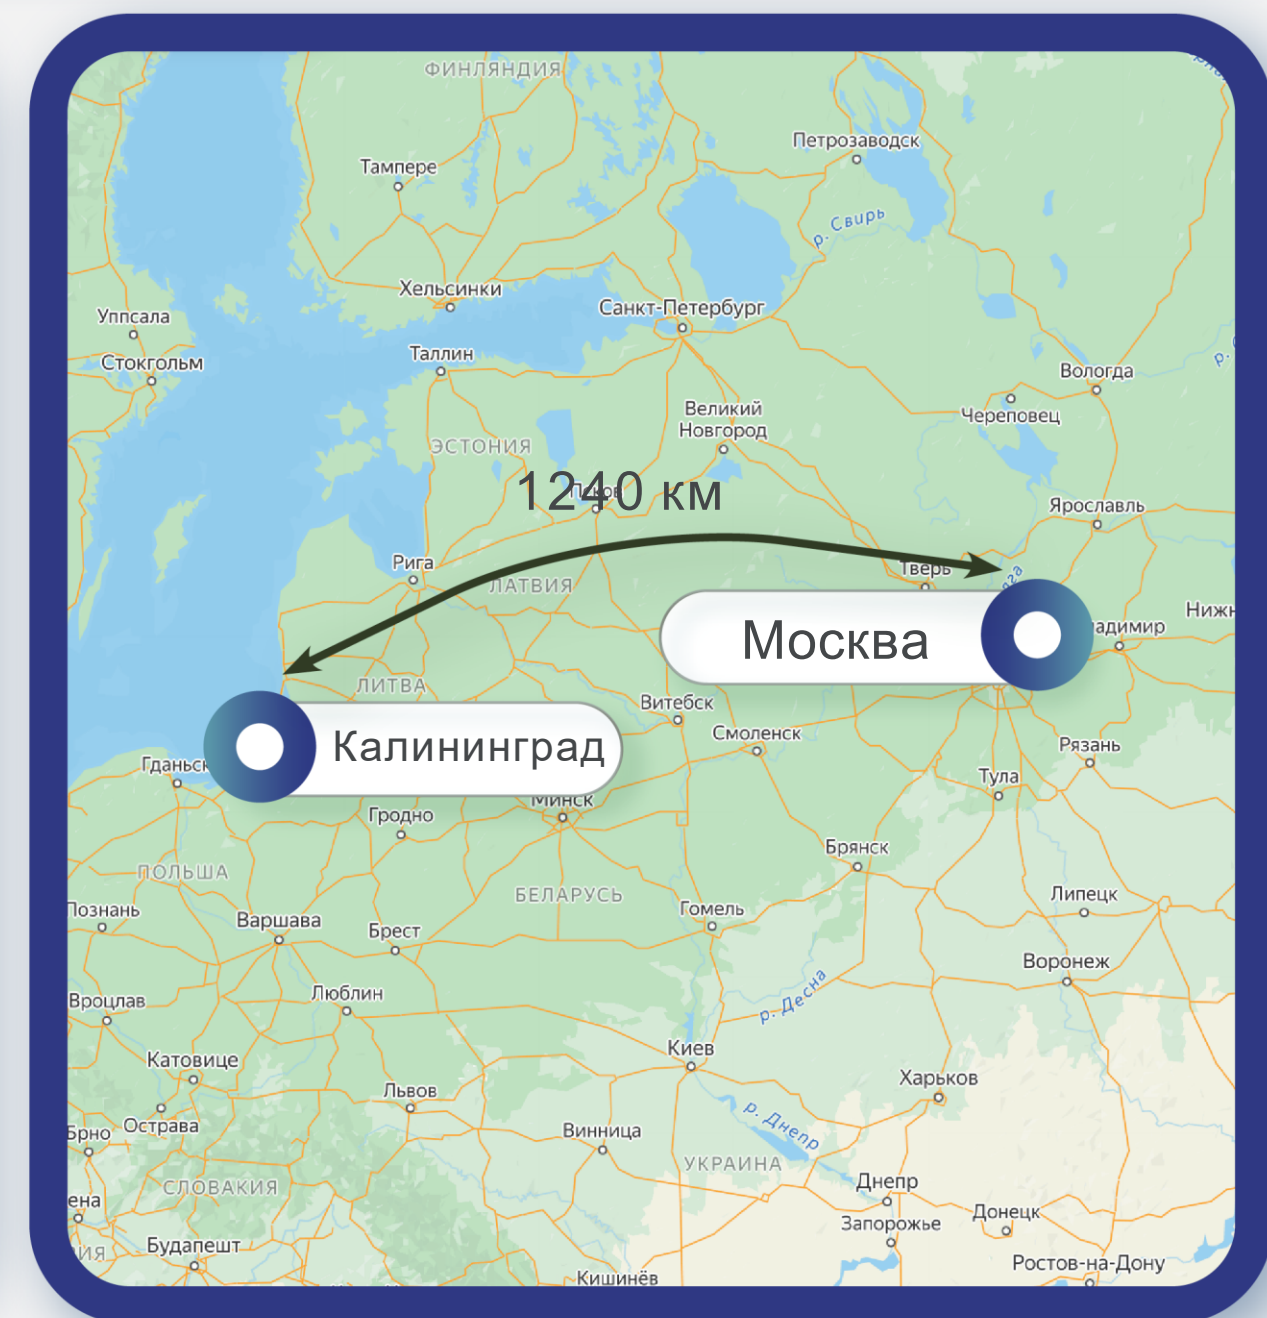 ФИНЛЯНДИЯ
Петрозаводск
Тампере
р. Свирь
Хельсинки
Санкт-Петербург
Уппсала
Таллин
Стокгольм
р.
Вологда
Великий
Новгород
Череповец
ЭСТОНИЯ
1240 км
Псков
Ярославль
Рига
Тверь
ЛАТВИЯ
Нижн
адимир
Москва
ЛИТВА
Витебск
Смоленск
Калининград
Рязань
Гданьск
Тула
Минск
Гродно
Брянск
ПОЛЬША
БЕЛАРУСЬ
Липецк
Познань
Гомель
Варшава
Брест
Воронеж
р. Десна
Люблин
Вроцлав
Киев
Катовице
Харьков
Львов
р. Днепр
Острава
Брно
Винница
УКРАИНА
СЛОВАКИЯ
Днепр
ена
Донецк
Запорожье
Будапешт
ИЯ
Ростов-на-Дону
Кишинёв